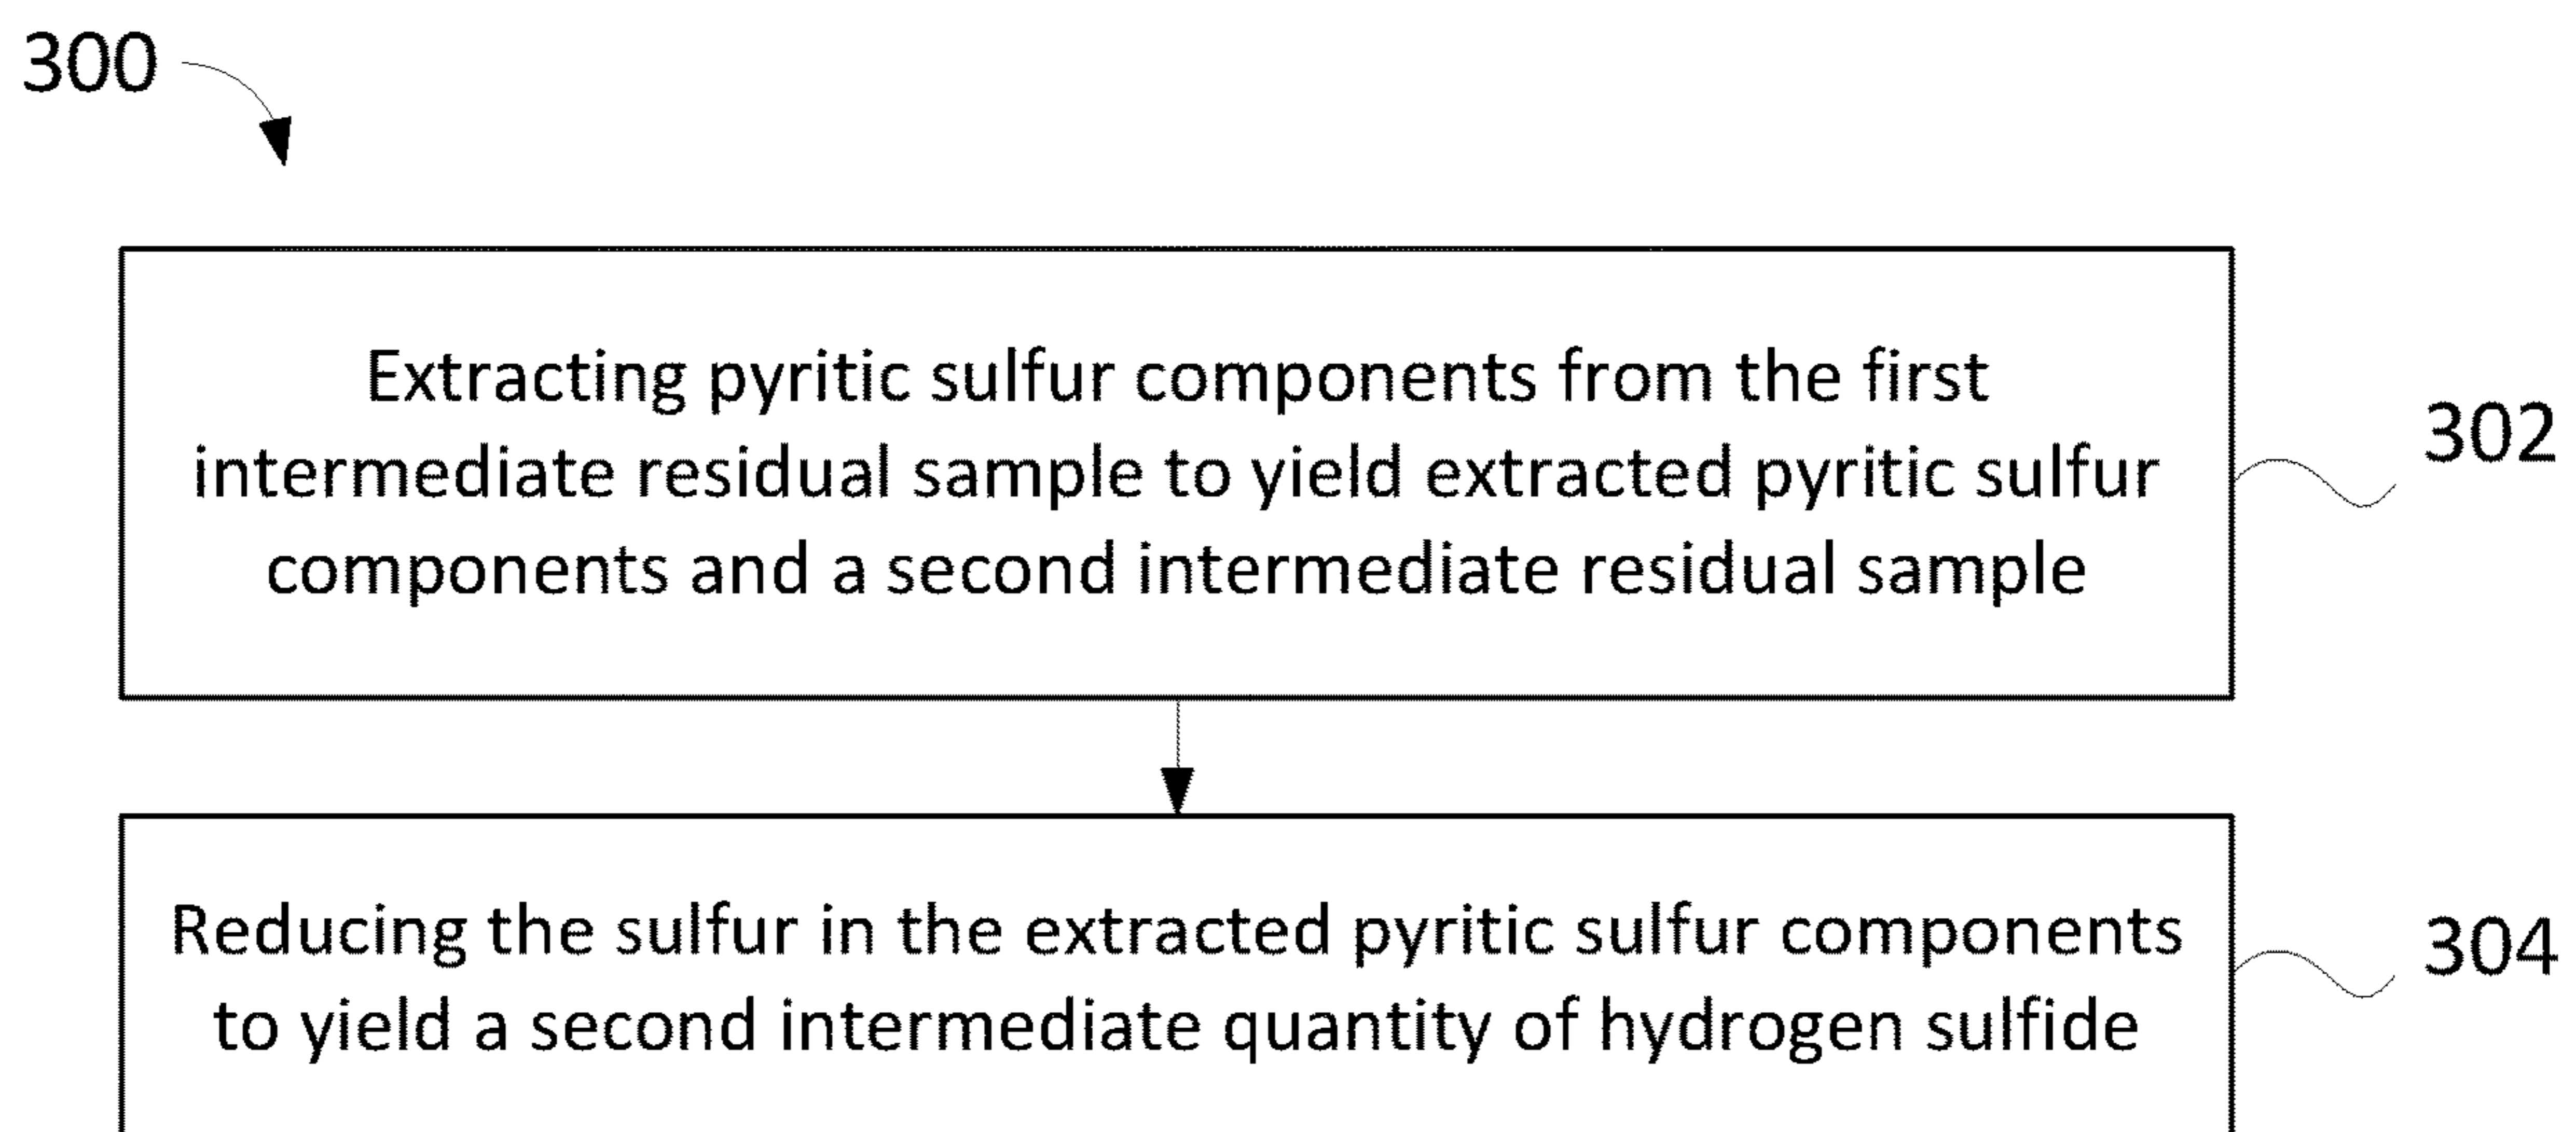 300
Extracting pyritic sulfur components from the first
intermediate residual sample to yield extracted pyritic sulfur
components and a second intermediate residual sample
302
Reducing the sulfur in the extracted pyritic sulfur components
to yield a second intermediate quantity of hydrogen sulfide
304